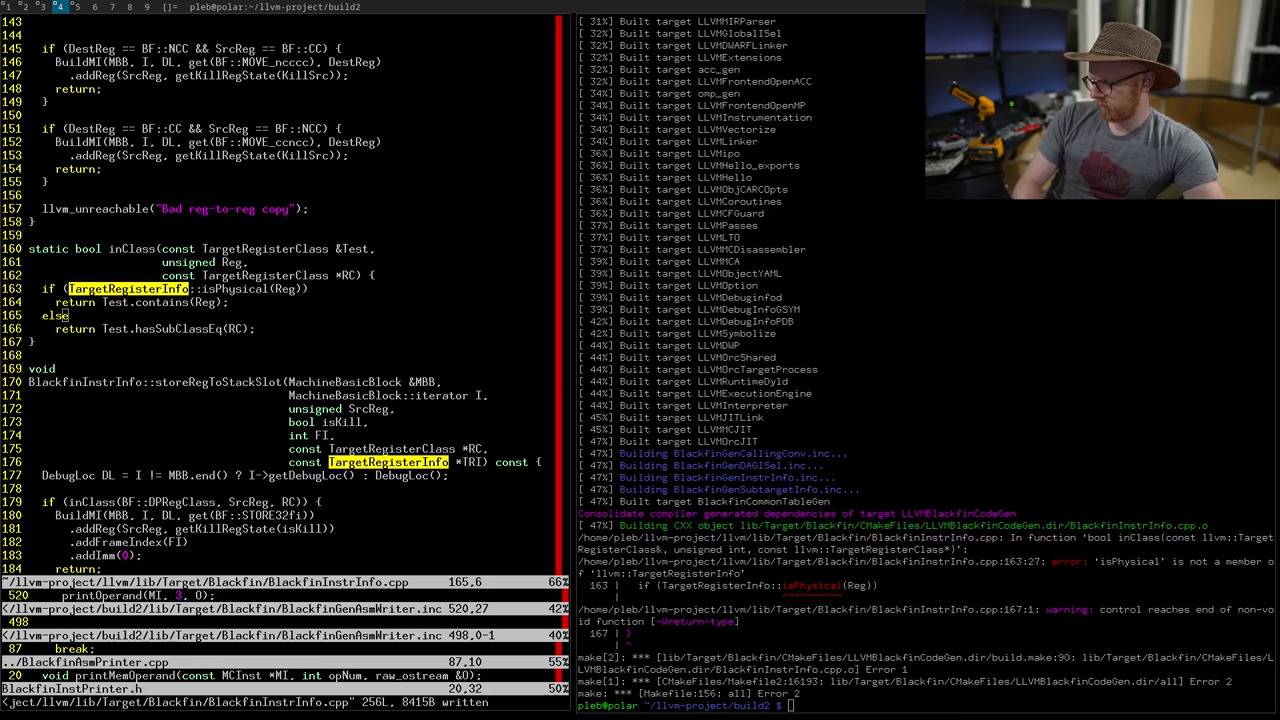 1 2 3 4 5 6 7 8 9 []= pleb@polar:~/llvm-project/build2
143
144
145 if (DestReg == BF::NCC && SrcReg == BF::CC) {
146 BuildMI(MBB, I, DL, get(BF::MOVE_ncccc), DestReg)
147 .addReg(SrcReg, getKillRegState(KillSrc));
148 return;
149 }
150
151 if (DestReg == BF::CC && SrcReg == BF::NCC) {
152 BuildMI(MBB, I, DL, get(BF::MOVE_ccncc), DestReg)
153 .addReg(SrcReg, getKillRegState(KillSrc));
154 return;
155 }
156
157 llvm_unreachable("Bad reg-to-reg copy");
158 }
159
160 static bool inClass(const TargetRegisterClass &Test,
161 unsigned Reg,
162 const TargetRegisterClass *RC) {
163 if (TargetRegisterInfo::isPhysical(Reg))
164 return Test.contains(Reg);
165 else
166 return Test.hasSubClassEq(RC);
167 }
168
169 void
170 BlackfinInstrInfo::storeRegToStackSlot(MachineBasicBlock &MBB,
171 MachineBasicBlock::iterator I,
172 unsigned SrcReg,
173 bool isKill,
174 int FI,
175 const TargetRegisterClass *RC,
176 const TargetRegisterInfo *TRI) const {
177 DebugLoc DL = I != MBB.end() ? I->getDebugLoc() : DebugLoc();
178
179 if (inClass(BF::DPRegClass, SrcReg, RC)) {
180 BuildMI(MBB, I, DL, get(BF::STORE32fi))
181 .addReg(SrcReg, getKillRegState(isKill))
182 .addFrameIndex(FI)
183 .addImm(0);
184 return;
~/llvm-project/llvm/lib/Target/Blackfin/BlackfinInstrInfo.cpp 165,6 66%
520 printOperand(MI, 3, O);
</llvm-project/build2/lib/Target/Blackfin/BlackfinGenAsmWriter.inc 520,27 42%
498
</llvm-project/build2/lib/Target/Blackfin/BlackfinGenAsmWriter.inc 498,0-1 40%
87 break;
../BlackfinAsmPrinter.cpp 87,10 55%
20 void printMemOperand(const MCInst *MI, int opNum, raw_ostream &O);
BlackfinInstPrinter.h 20,32 50%
<ject/llvm/lib/Target/Blackfin/BlackfinInstrInfo.cpp" 256L, 8415B written
[ 31%] Built target LLVMMIRParser
[ 32%] Built target LLVMGlobalISel
[ 32%] Built target LLVMDWARFLinker
[ 32%] Built target LLVMExtensions
[ 32%] Built target acc_gen
[ 32%] Built target LLVMFrontendOpenACC
[ 34%] Built target omp_gen
[ 34%] Built target LLVMFrontendOpenMP
[ 34%] Built target LLVMInstrumentation
[ 34%] Built target LLVMVectorize
[ 34%] Built target LLVMLinker
[ 36%] Built target LLVMipo
[ 36%] Built target LLVMHello_exports
[ 36%] Built target LLVMHello
[ 36%] Built target LLVMObjCARCOpts
[ 36%] Built target LLVMCoroutines
[ 36%] Built target LLVMCFGuard
[ 37%] Built target LLVMPasses
[ 37%] Built target LLVMLTO
[ 37%] Built target LLVMMCDisassembler
[ 39%] Built target LLVMMCA
[ 39%] Built target LLVMObjectYAML
[ 39%] Built target LLVMOption
[ 39%] Built target LLVMDebuginfod
[ 39%] Built target LLVMDebugInfoGSYM
[ 42%] Built target LLVMDebugInfoPDB
[ 42%] Built target LLVMSymbolize
[ 44%] Built target LLVMDWP
[ 44%] Built target LLVMOrcShared
[ 44%] Built target LLVMOrcTargetProcess
[ 44%] Built target LLVMRuntimeDyld
[ 44%] Built target LLVMExecutionEngine
[ 44%] Built target LLVMInterpreter
[ 45%] Built target LLVMJITLink
[ 45%] Built target LLVMMCJIT
[ 47%] Built target LLVMOrcJIT
[ 47%] Building BlackfinGenCallingConv.inc...
[ 47%] Building BlackfinGenDAGISel.inc...
[ 47%] Building BlackfinGenInstrInfo.inc...
[ 47%] Building BlackfinGenSubtargetInfo.inc...
[ 47%] Built target BlackfinCommonTableGen
Consolidate compiler generated dependencies of target LLVMBlackfinCodeGen
[ 47%] Building CXX object lib/Target/Blackfin/CMakeFiles/LLVMBlackfinCodeGen.dir/BlackfinInstrInfo.cpp.o
/home/pleb/llvm-project/llvm/lib/Target/Blackfin/BlackfinInstrInfo.cpp: In function 'bool inClass(const llvm::Target
RegisterClass&, unsigned int, const llvm::TargetRegisterClass*)':
/home/pleb/llvm-project/llvm/lib/Target/Blackfin/BlackfinInstrInfo.cpp:163:27: error: 'isPhysical' is not a member o
f 'llvm::TargetRegisterInfo'
163 | if (TargetRegisterInfo::isPhysical(Reg))
| ^~~~~~~~~~
/home/pleb/llvm-project/llvm/lib/Target/Blackfin/BlackfinInstrInfo.cpp:167:1: warning: control reaches end of non-vo
id function [-Wreturn-type]
167 | }
| ^
make[2]: *** [lib/Target/Blackfin/CMakeFiles/LLVMBlackfinCodeGen.dir/build.make:90: lib/Target/Blackfin/CMakeFiles/L
LVMBlackfinCodeGen.dir/BlackfinInstrInfo.cpp.o] Error 1
make[1]: *** [CMakeFiles/Makefile2:16193: lib/Target/Blackfin/CMakeFiles/LLVMBlackfinCodeGen.dir/all] Error 2
make: *** [Makefile:156: all] Error 2
pleb@polar ~/llvm-project/build2 $